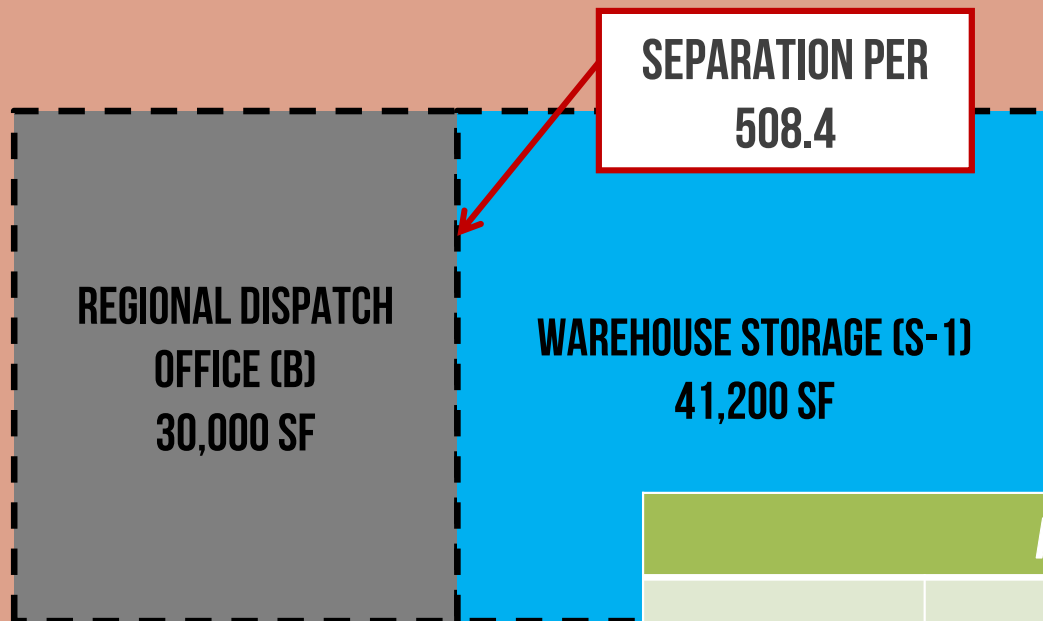 SEPARATION PER
508.4
REGIONAL DISPATCH
OFFICE (B)
30,000 SF
WAREHOUSE STORAGE (S-1)
41,200 SF